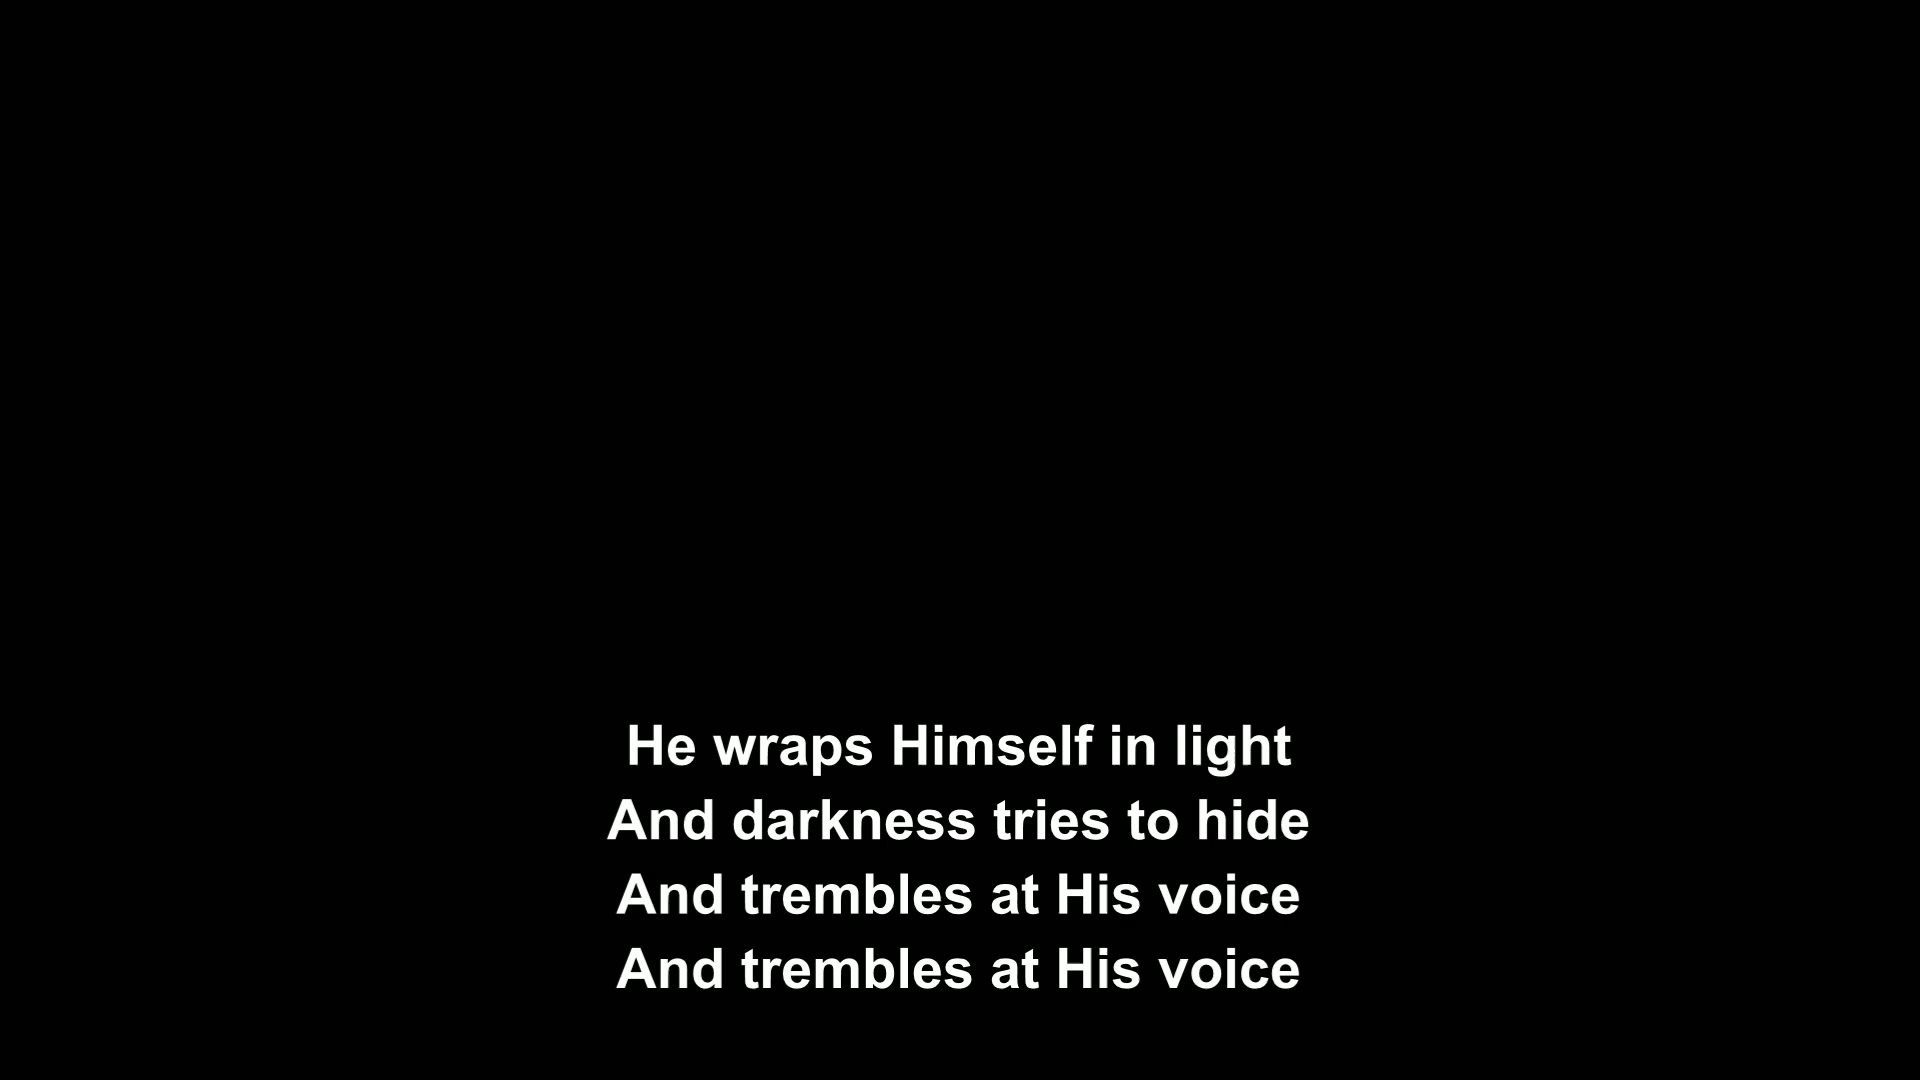 He wraps Himself in light
And darkness tries to hide
And trembles at His voice
And trembles at His voice